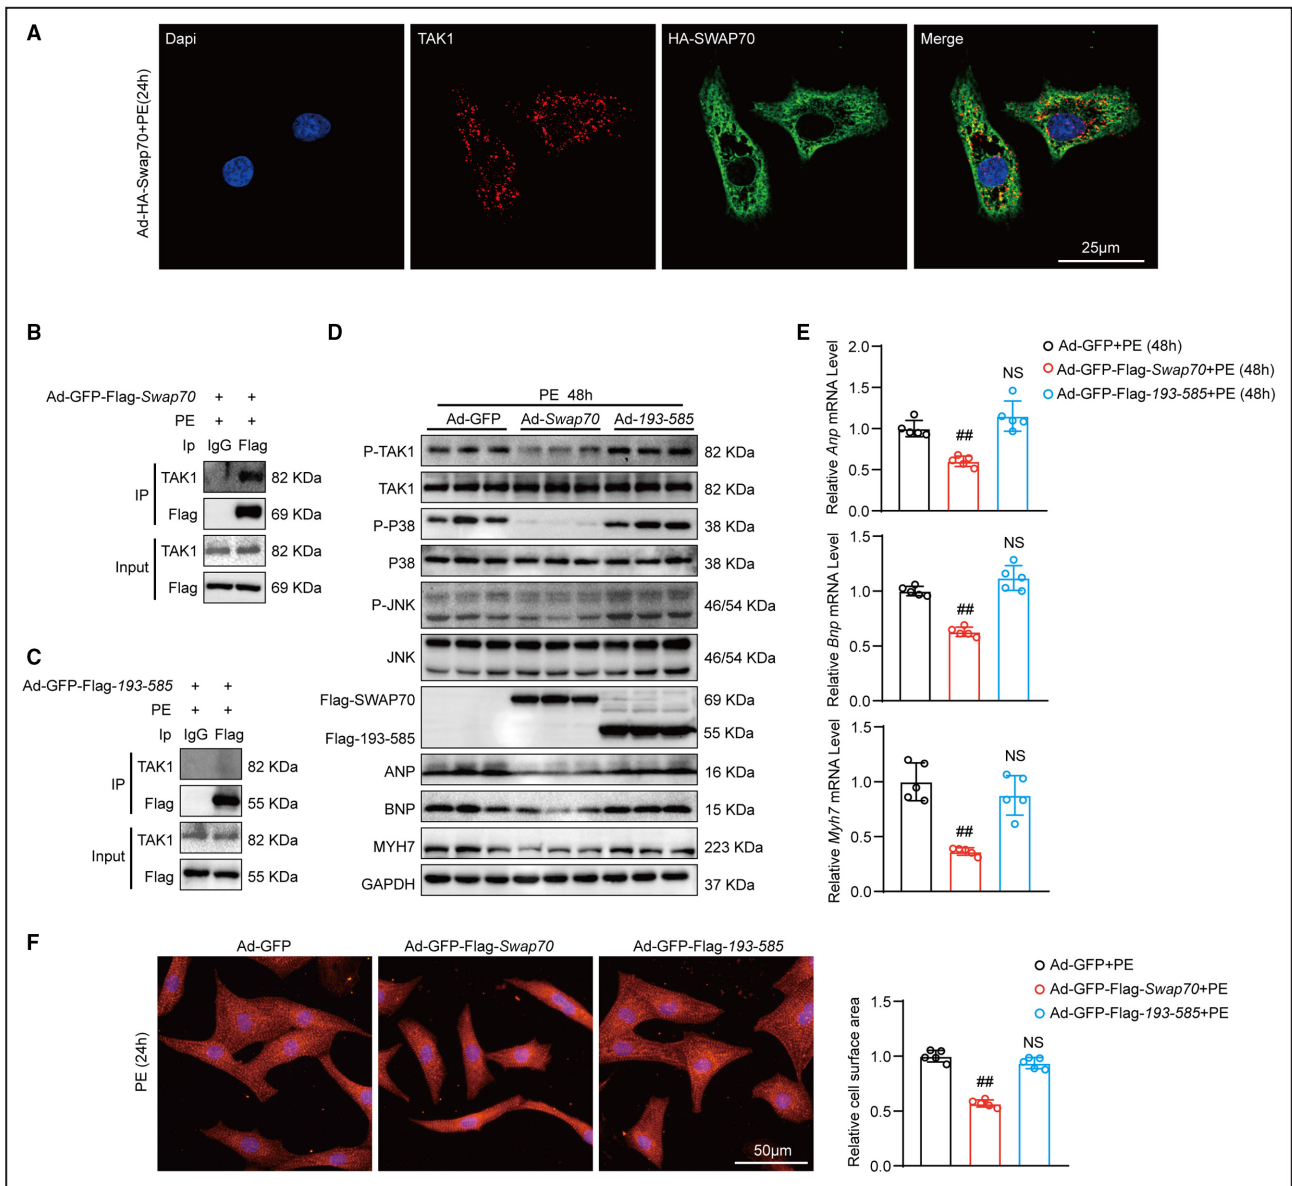 A
Ad-HA-Swap70+PE(24h)
Dapi
TAK1
HA-SWAP70
Merge
25μm
B
Ad-GFP-Flag-Swap70 + +
PE + +
Ip IgG Flag
IP
TAK1 82 KDa
Flag 69 KDa
Input
TAK1 82 KDa
Flag 69 KDa
C
Ad-GFP-Flag-193-585 + +
PE + +
Ip IgG Flag
IP
TAK1 82 KDa
Flag 55 KDa
Input
TAK1 82 KDa
Flag 55 KDa
D
PE 48h
Ad-GFP Ad-Swap70 Ad-193-585
P-TAK1 82 KDa
TAK1 82 KDa
P-P38 38 KDa
P38 38 KDa
P-JNK 46/54 KDa
JNK 46/54 KDa
Flag-SWAP70 69 KDa
Flag-193-585 55 KDa
ANP 16 KDa
BNP 15 KDa
MYH7 223 KDa
GAPDH 37 KDa
E
Ad-GFP+PE (48h)
Ad-GFP-Flag-Swap70+PE (48h)
Ad-GFP-Flag-193-585+PE (48h)
Relative Anp mRNA Level
2.0
1.5
1.0
0.5
0.0
##
NS
Relative Bnp mRNA Level
1.5
1.0
0.5
0.0
##
NS
Relative Myh7 mRNA Level
1.5
1.0
0.5
0.0
##
NS
F
PE (24h)
Ad-GFP
Ad-GFP-Flag-Swap70
Ad-GFP-Flag-193-585
50μm
Ad-GFP+PE
Ad-GFP-Flag-Swap70+PE
Ad-GFP-Flag-193-585+PE
Relative cell surface area
1.5
1.0
0.5
0.0
##
NS